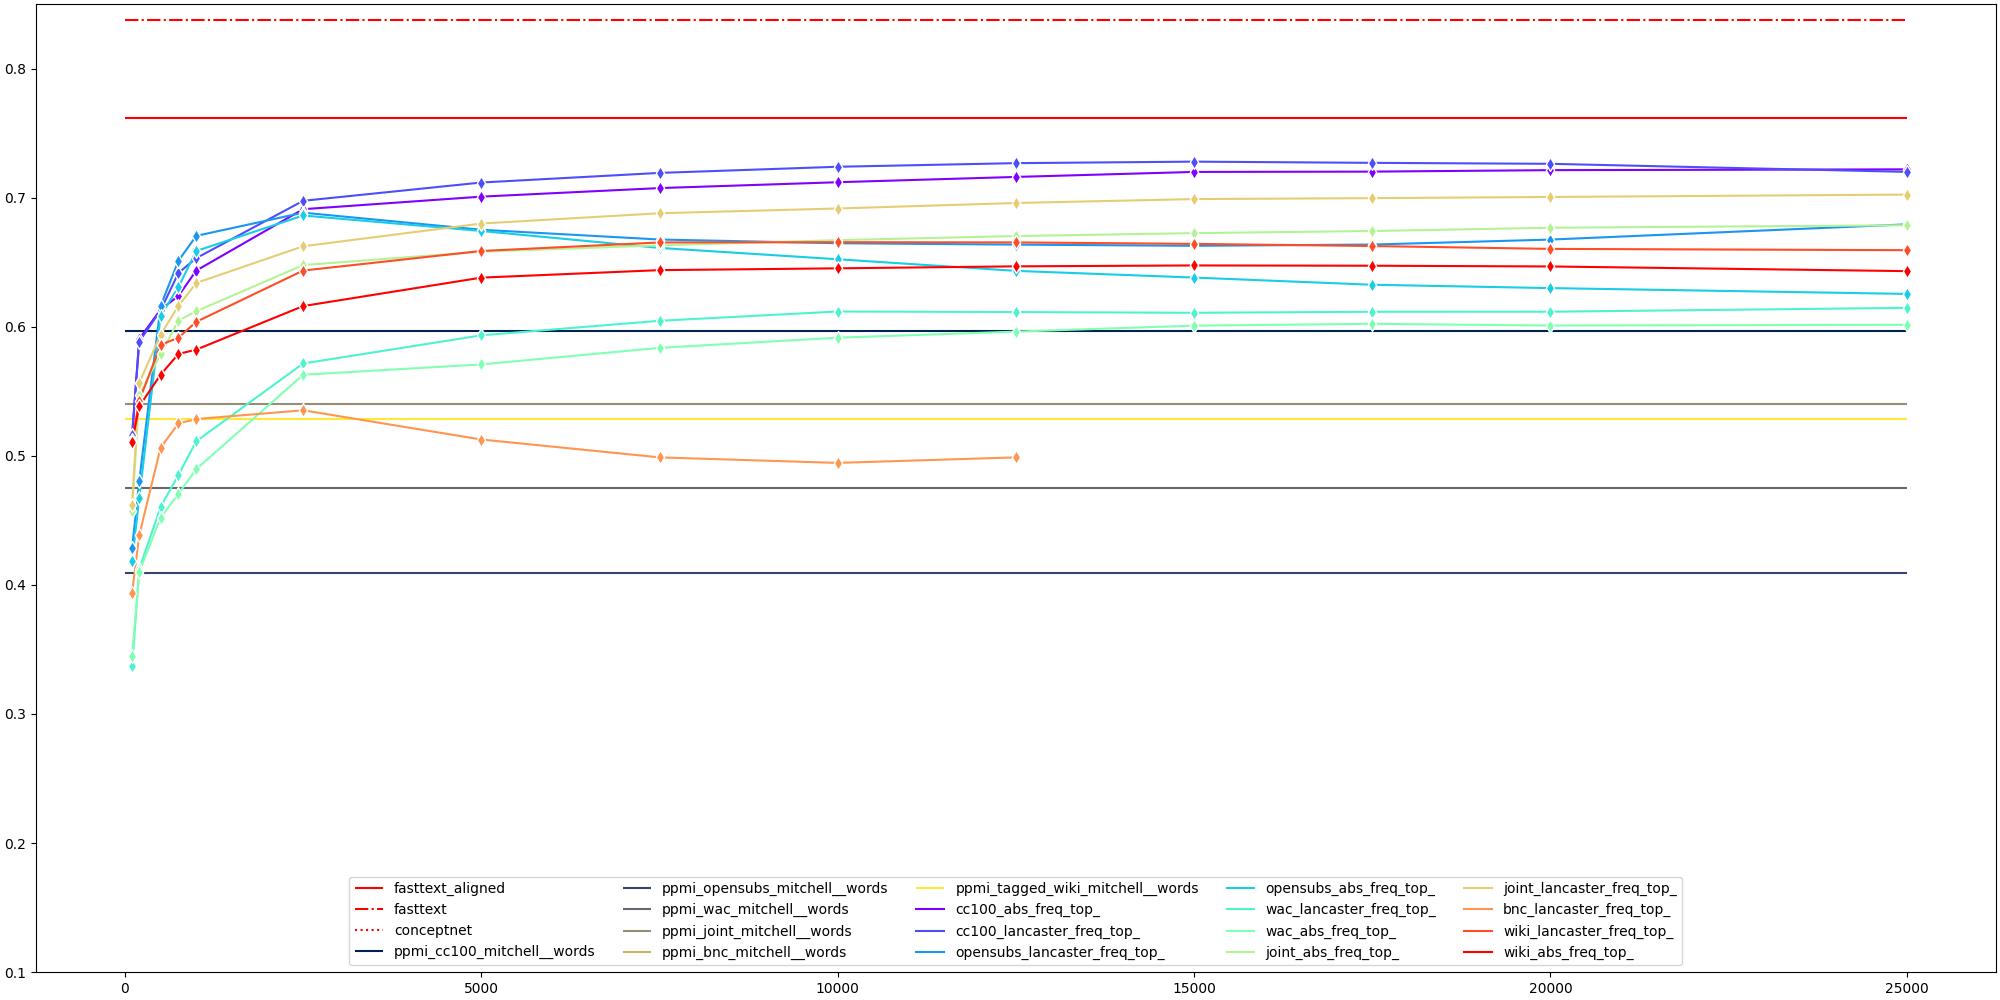 0.8
0.7
0.6
0.5
0.4
0.3
0.2
0.1
fasttext_aligned
fasttext
conceptnet
ppmi_cc100_mitchell__words
ppmi_opensubs_mitchell__words
ppmi_wac_mitchell__words
ppmi_joint_mitchell__words
ppmi_bnc_mitchell__words
ppmi_tagged_wiki_mitchell__words
cc100_abs_freq_top_
cc100_lancaster_freq_top_
opensubs_lancaster_freq_top_
opensubs_abs_freq_top_
wac_lancaster_freq_top_
wac_abs_freq_top_
joint_abs_freq_top_
joint_lancaster_freq_top_
bnc_lancaster_freq_top_
wiki_lancaster_freq_top_
wiki_abs_freq_top_
0 5000 10000 15000 20000 25000